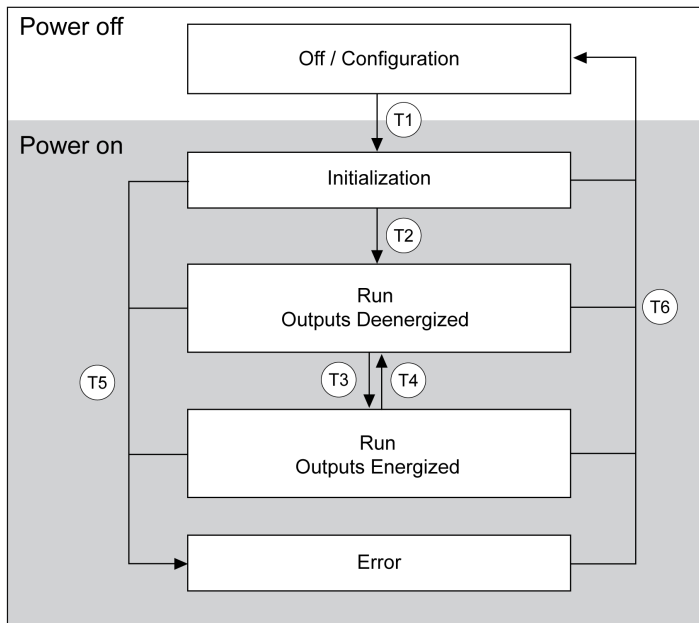 Power off
Off / Configuration
T1
Power on
Initialization
T2
Run
Outputs Deenergized
T6
T3
T4
T5
Run
Outputs Energized
Error